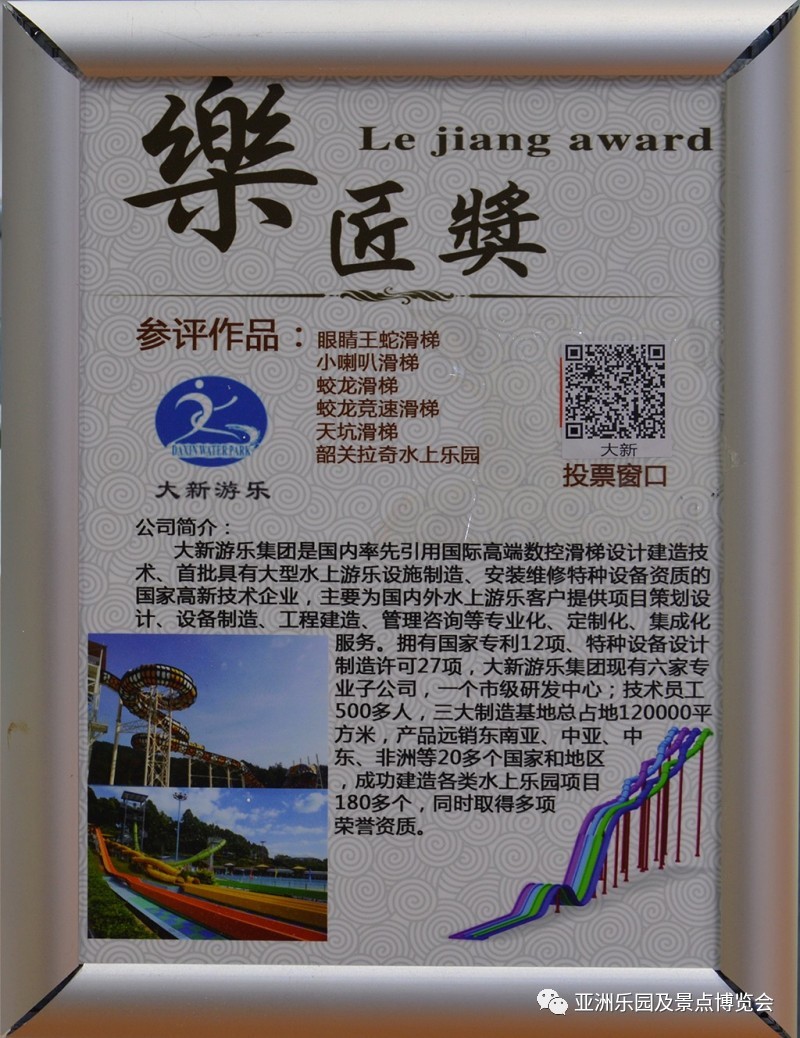 樂
Le jiang award
匠獎
参评作品：
眼睛王蛇滑梯
小喇叭滑梯
蛟龙滑梯
蛟龙竞速滑梯
天坑滑梯
韶关拉奇水上乐园
DAXIN WATER PARK
大新游乐
大新
投票窗口
公司简介：
大新游乐集团是国内率先引用国际高端数控滑梯设计建造技
术、首批具有大型水上游乐设施制造、安装维修特种设备资质的
国家高新技术企业，主要为国内外水上游乐客户提供项目策划设
计、设备制造、工程建造、管理咨询等专业化、定制化、集成化
服务。拥有国家专利12项、特种设备设计
制造许可27项，大新游乐集团现有六家专
业子公司，一个市级研发中心；技术员工
500多人，三大制造基地总占地120000平
方米，产品远销东南亚、中亚、中
东、非洲等20多个国家和地区
，成功建造各类水上乐园项目
180多个，同时取得多项
荣誉资质。
亚洲乐园及景点博览会